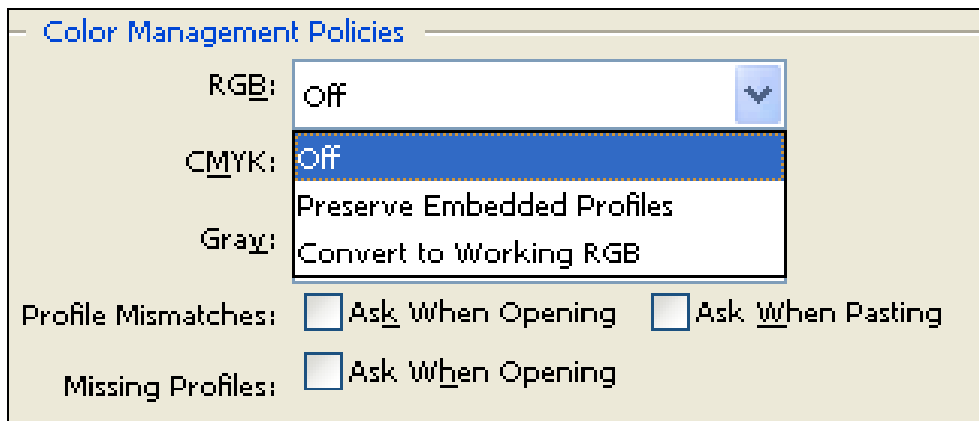 Color Management Policies
RGB: Off
CMYK: Off
Preserve Embedded Profiles
Gray: Convert to Working RGB
Profile Mismatches: Ask When Opening Ask When Pasting
Missing Profiles: Ask When Opening